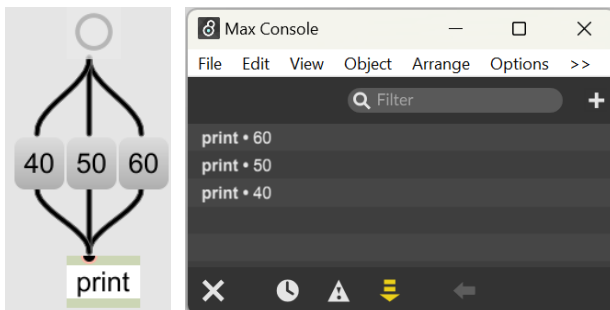 40 50 60
print
Max Console
File Edit View Object Arrange Options >>
Filter
print • 60
print • 50
print • 40